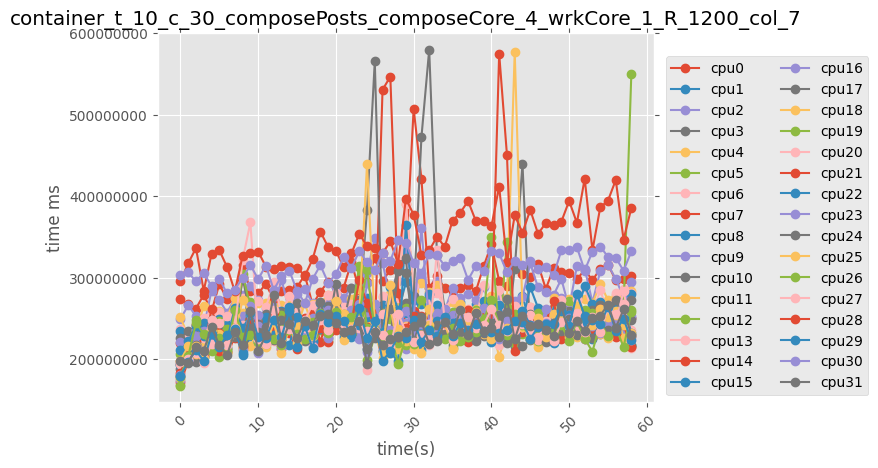 container_t_10_c_30_composePosts_composeCore_4_wrkCore_1_R_1200_col_7
600000000
500000000
400000000
300000000
200000000
time ms
0
10
20
30
40
50
60
time(s)
cpu0
cpu1
cpu2
cpu3
cpu4
cpu5
cpu6
cpu7
cpu8
cpu9
cpu10
cpu11
cpu12
cpu13
cpu14
cpu15
cpu16
cpu17
cpu18
cpu19
cpu20
cpu21
cpu22
cpu23
cpu24
cpu25
cpu26
cpu27
cpu28
cpu29
cpu30
cpu31